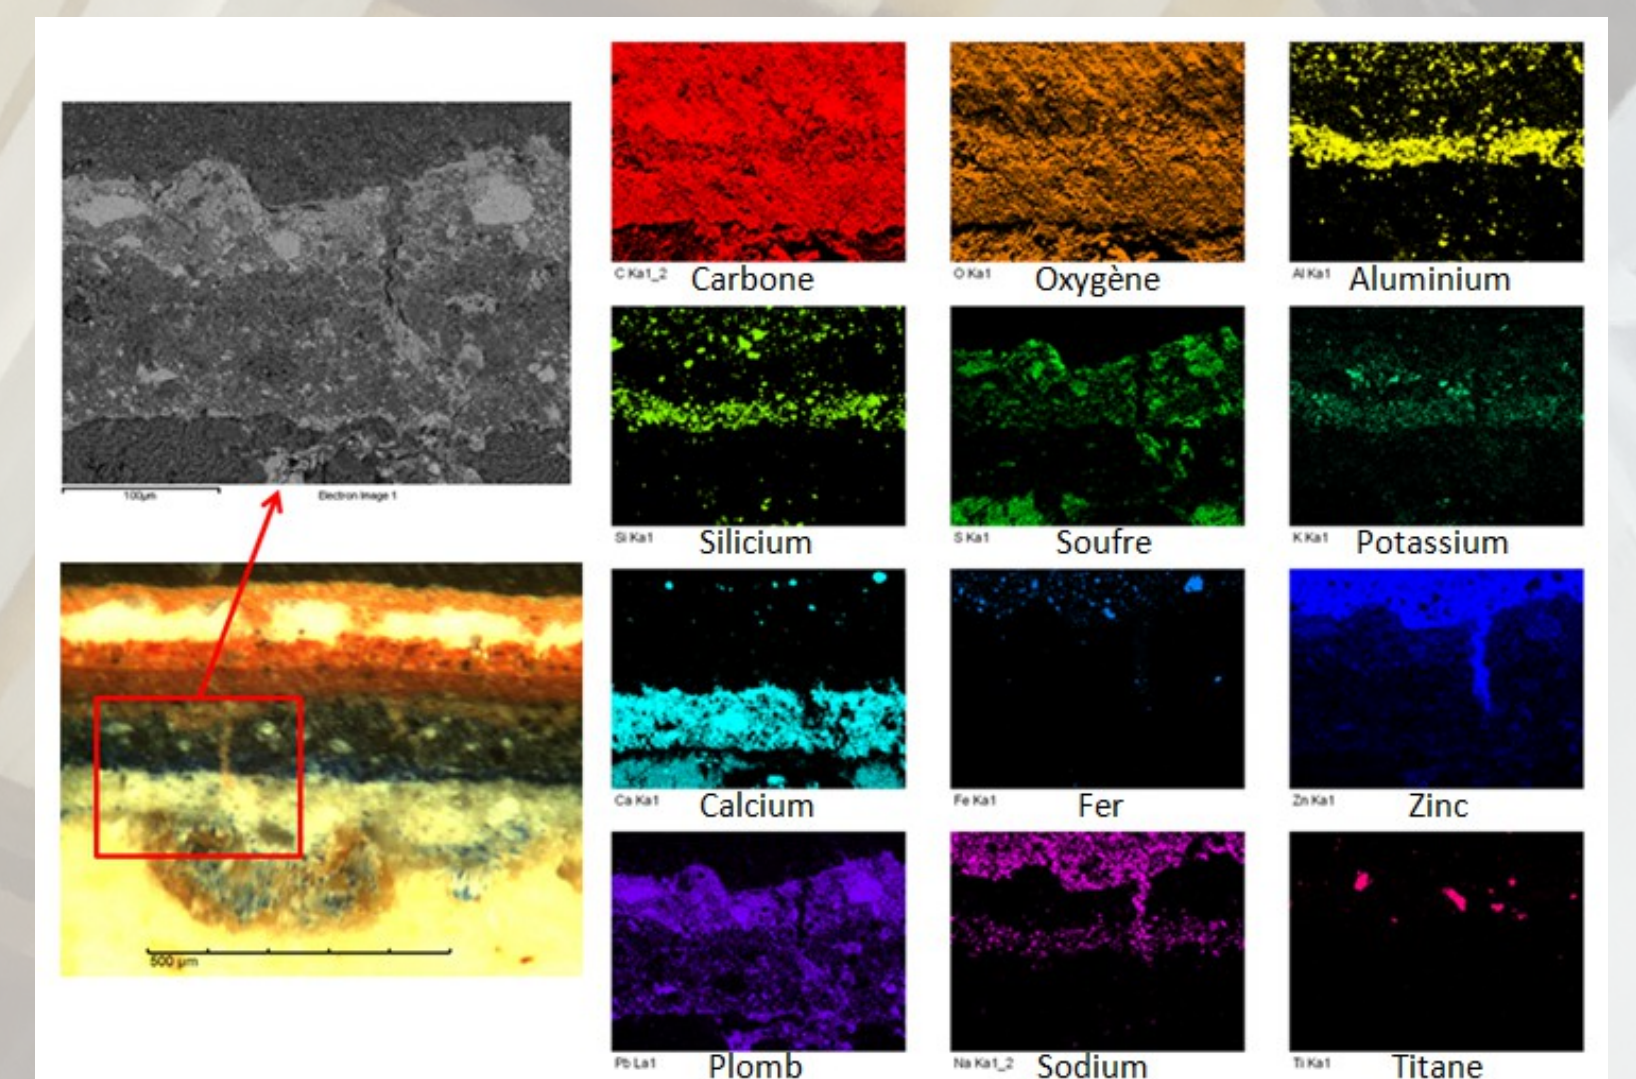 C Ka1_2
Carbone
O Ka1
Oxygène
Al Ka1
Aluminium
100µm
Electron Image 1
Si Ka1
Silicium
S Ka1
Soufre
K Ka1
Potassium
Ca Ka1
Calcium
Fe Ka1
Fer
Zn Ka1
Zinc
500 µm
Pb La1
Plomb
Na Ka1_2
Sodium
Ti Ka1
Titane